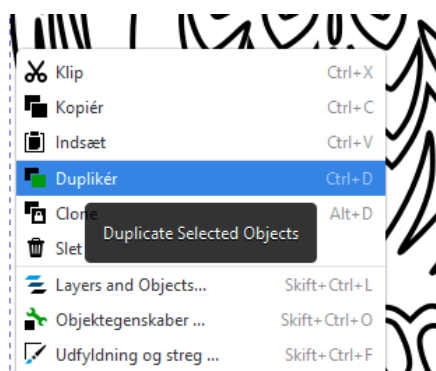 Klip Ctrl+X
Kopiér Ctrl+C
Indsæt Ctrl+V
Duplikér Ctrl+D
Clone Alt+D
Duplicate Selected Objects
Slet
Layers and Objects... Skift+Ctrl+L
Objektegenskaber ... Skift+Ctrl+O
Udfyldning og streg ... Skift+Ctrl+F